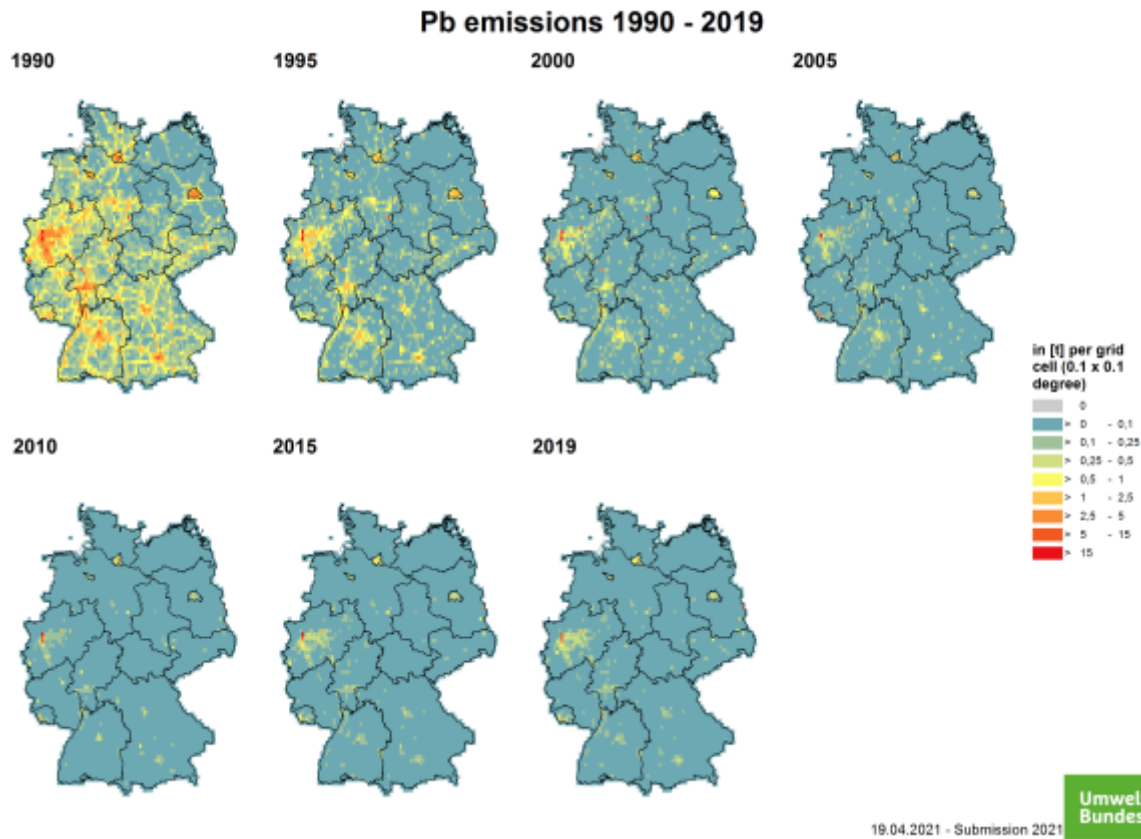 Pb emissions 1990 - 2019
1990 1995 2000 2005
in [t] per grid
cell (0.1 x 0.1
degree)
0
> 0 - 0,1
> 0,1 - 0,25
> 0,25 - 0,5
> 0,5 - 1
> 1 - 2,5
> 2,5 - 5
> 5 - 15
> 15
2010 2015 2019
19.04.2021 - Submission 2021
Umwel
Bundes